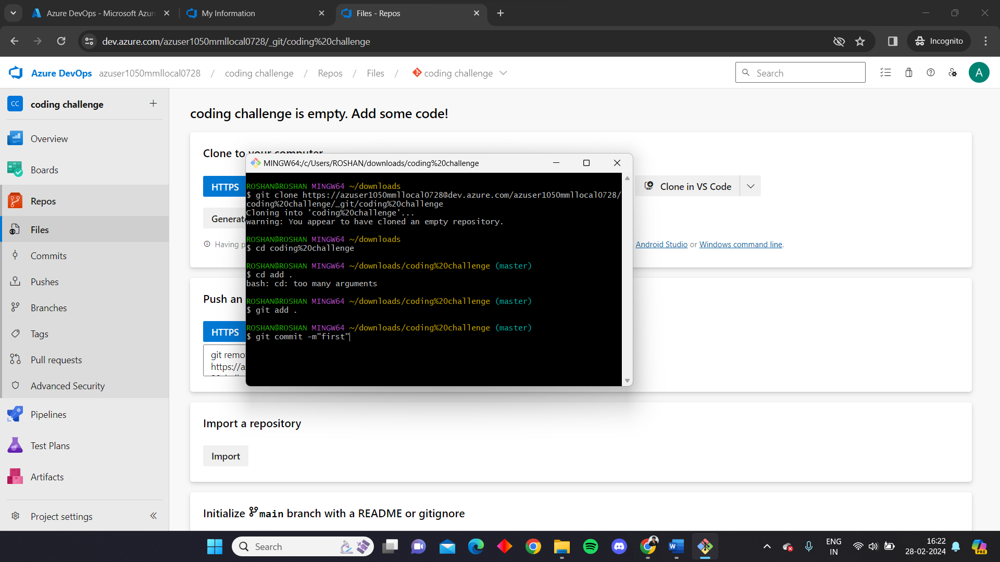 Azure DevOps - Microsoft Azur
My Information
Files - Repos
dev.azure.com/azuser1050mmllocal0728/_git/coding%20challenge
Incognito
Azure DevOps azuser1050mmllocal0728 / coding challenge / Repos / Files / coding challenge
Search
A
CC coding challenge
Overview
Boards
Repos
Files
Commits
Pushes
Branches
Tags
Pull requests
Advanced Security
Pipelines
Test Plans
Artifacts
Project settings
coding challenge is empty. Add some code!
Clone to your computer
HTTPS
Clone in VS Code
Generate
Having p
Android Studio or Windows command line.
MINGW64:/c/Users/ROSHAN/downloads/coding%20challenge
ROSHAN@ROSHAN MINGW64 ~/downloads
$ git clone https://azuser1050mmllocal0728@dev.azure.com/azuser1050mmllocal0728/
coding%20challenge/_git/coding%20challenge
Cloning into 'coding%20challenge'...
warning: You appear to have cloned an empty repository.
ROSHAN@ROSHAN MINGW64 ~/downloads
$ cd coding%20challenge
ROSHAN@ROSHAN MINGW64 ~/downloads/coding%20challenge (master)
$ cd add .
bash: cd: too many arguments
ROSHAN@ROSHAN MINGW64 ~/downloads/coding%20challenge (master)
$ git add .
ROSHAN@ROSHAN MINGW64 ~/downloads/coding%20challenge (master)
$ git commit -m"first"
Push an
HTTPS
git remo
https://a
Import a repository
Import
Initialize main branch with a README or gitignore
Search
ENG
IN
16:22
28-02-2024
PRE